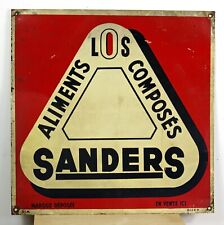 LOS
ALIMENTS
COMPOSÉS
SANDERS
MARQUE DÉPOSÉE
EN VENTE ICI